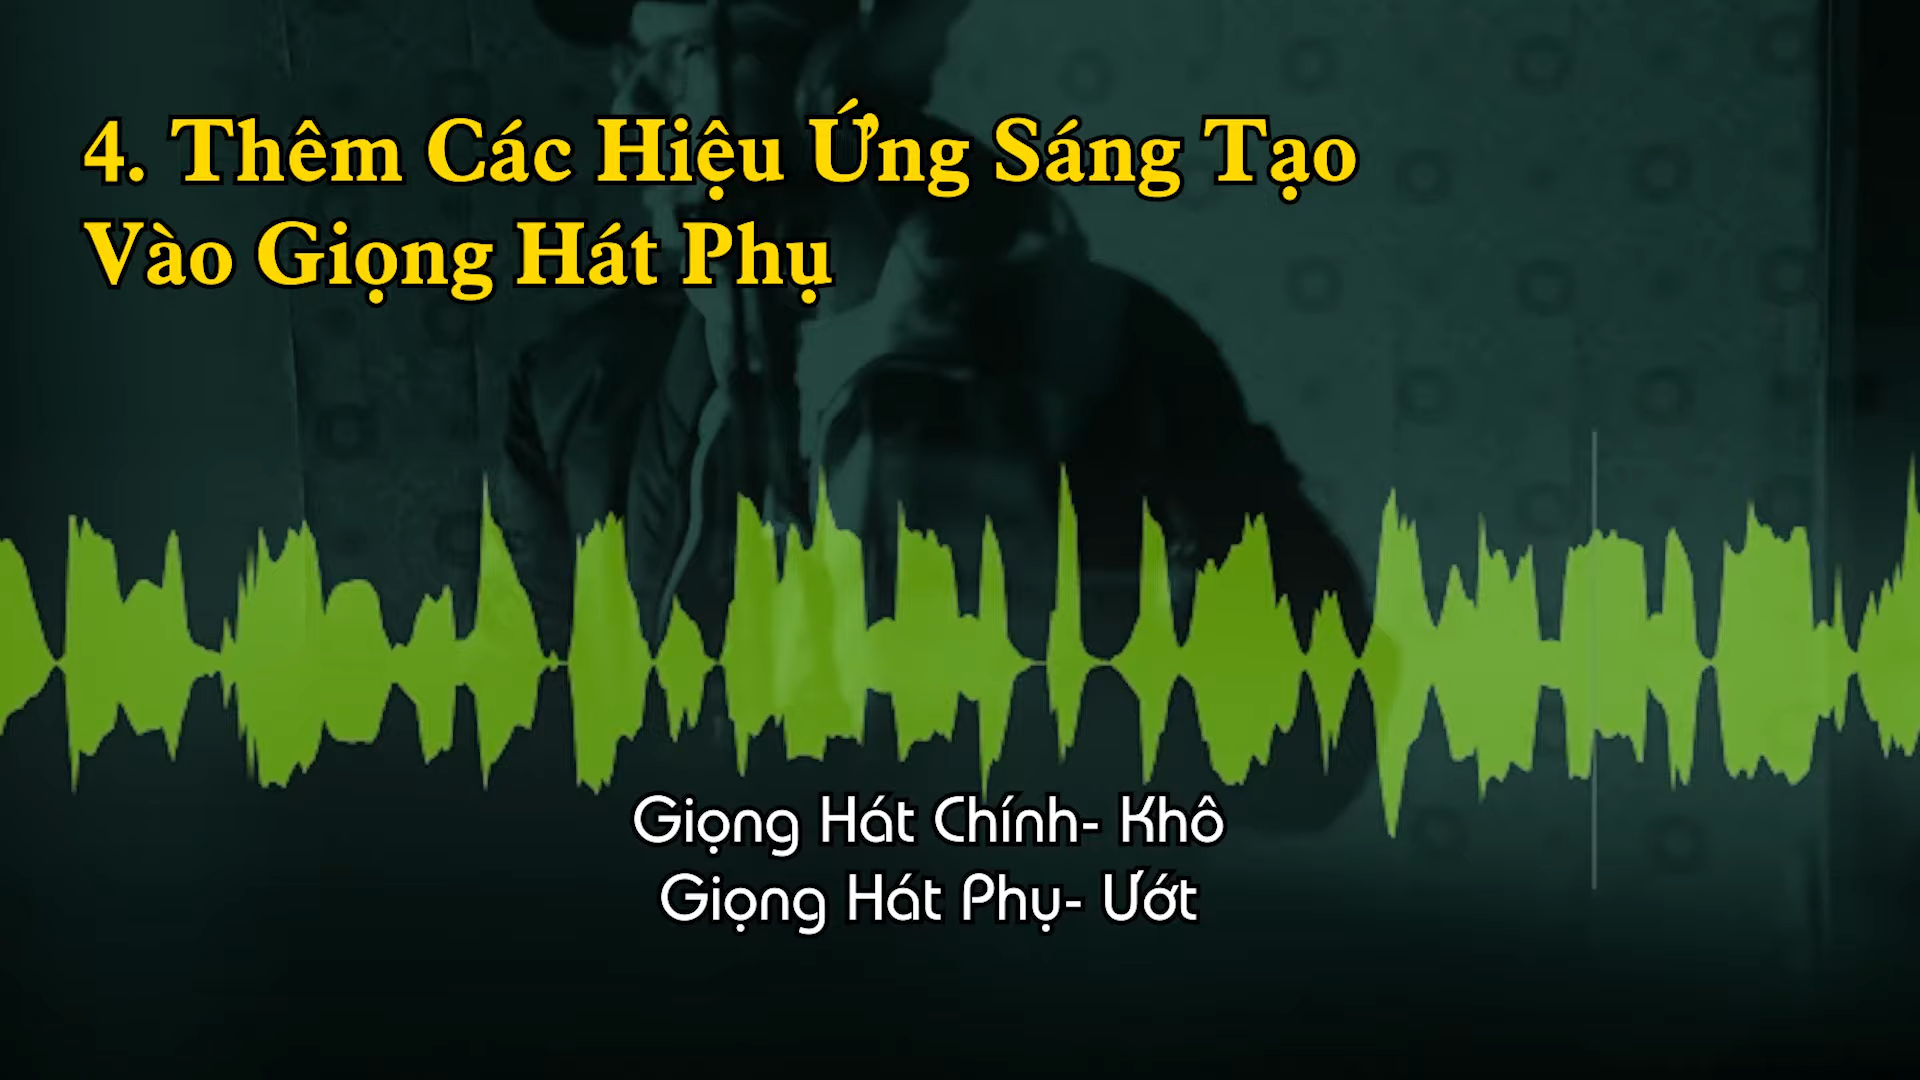 4. Thêm Các Hiệu Ứng Sáng Tạo
Vào Giọng Hát Phụ
Giọng Hát Chính- Khô
Giọng Hát Phụ- Ướt